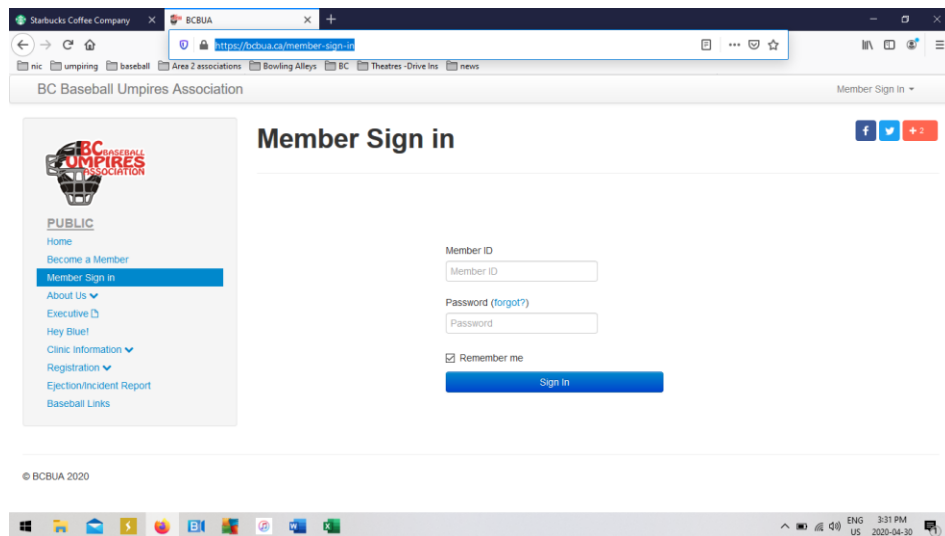 Starbucks Coffee Company
BCBUA
https://bcbua.ca/member-sign-in
nic umpiring baseball Area 2 associations Bowling Alleys BC Theatres -Drive Ins news
BC Baseball Umpires Association
Member Sign In
BC BASEBALL
UMPIRES
ASSOCIATION
Member Sign in
+ 2
PUBLIC
Home
Become a Member
Member Sign in
About Us
Executive
Hey Blue!
Clinic Information
Registration
Ejection/Incident Report
Baseball Links
Member ID
Member ID
Password (forgot?)
Password
Remember me
Sign In
© BCBUA 2020
ENG 3:31 PM
US 2020-04-30